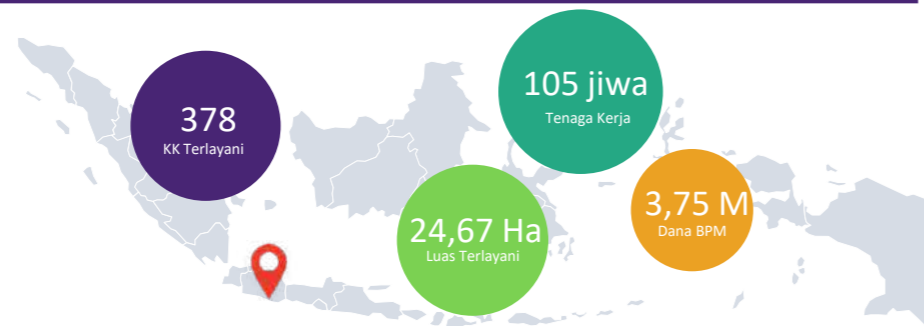 378
KK Terlayani
105 jiwa
Tenaga Kerja
24,67 Ha
Luas Terlayani
3,75 M
Dana BPM